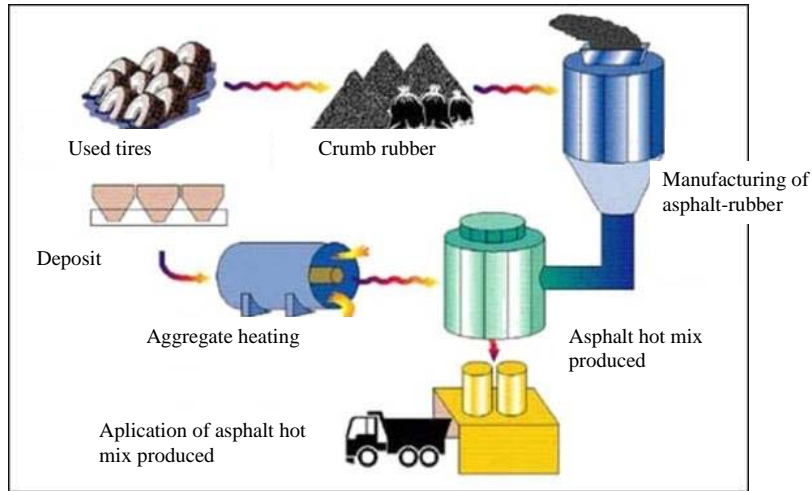 Used tires
Crumb rubber
Manufacturing of
asphalt-rubber
Deposit
Aggregate heating
Asphalt hot mix
produced
Aplication of asphalt hot
mix produced